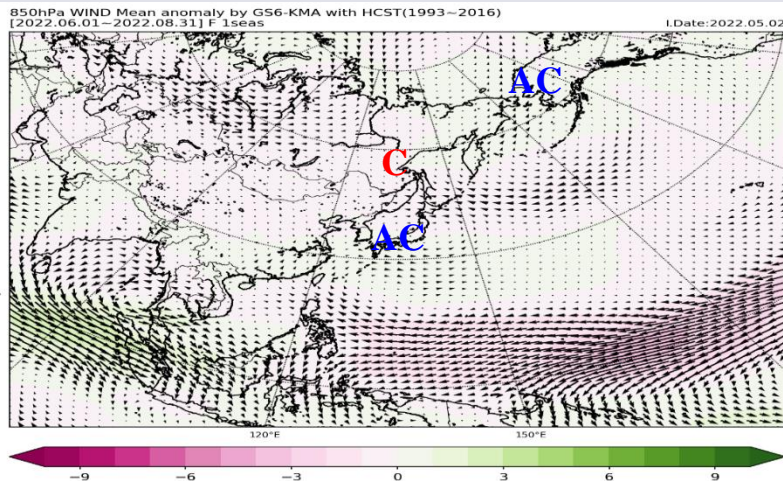 850hPa WIND Mean anomaly by GS6-KMA with HCST(1993~2016)
[2022.06.01~2022.08.31] F 1seas
I.Date:2022.05.02
AC
C
AC
120°E 150°E
−9 −6 −3 0 3 6 9